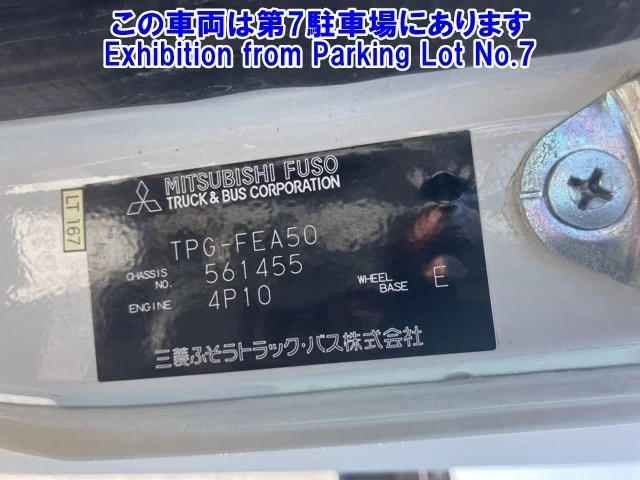 この車両は第7駐車場にあります
Exhibition from Parking Lot No.7
MITSUBISHI FUSO
TRUCK & BUS CORPORATION
LT167
TPG-FEA50
CHASSIS NO. 561455
ENGINE 4P10
WHEEL BASE E
三菱ふそうトラック・バス株式会社